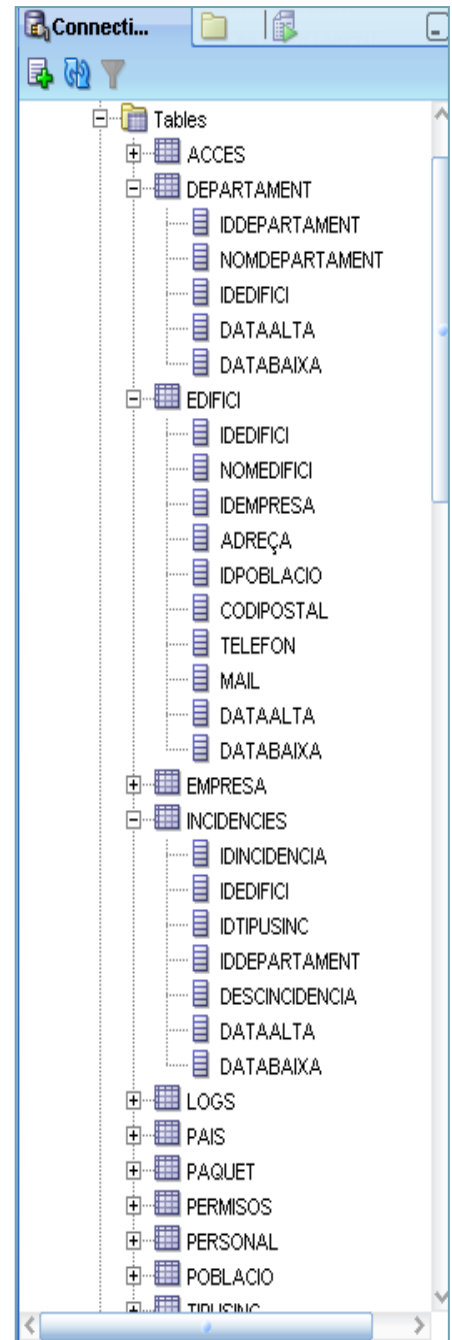 Connecti...
Tables
ACCES
DEPARTAMENT
IDDEPARTAMENT
NOMDEPARTAMENT
IDEDIFICI
DATAALTA
DATABAIXA
EDIFICI
IDEDIFICI
NOMEDIFICI
IDEMPRESA
ADREÇA
IDPOBLACIO
CODIPOSTAL
TELEFON
MAIL
DATAALTA
DATABAIXA
EMPRESA
INCIDENCIES
IDINCIDENCIA
IDEDIFICI
IDTIPUSINC
IDDEPARTAMENT
DESCINCIDENCIA
DATAALTA
DATABAIXA
LOGS
PAIS
PAQUET
PERMISOS
PERSONAL
POBLACIO
TIPUSINC